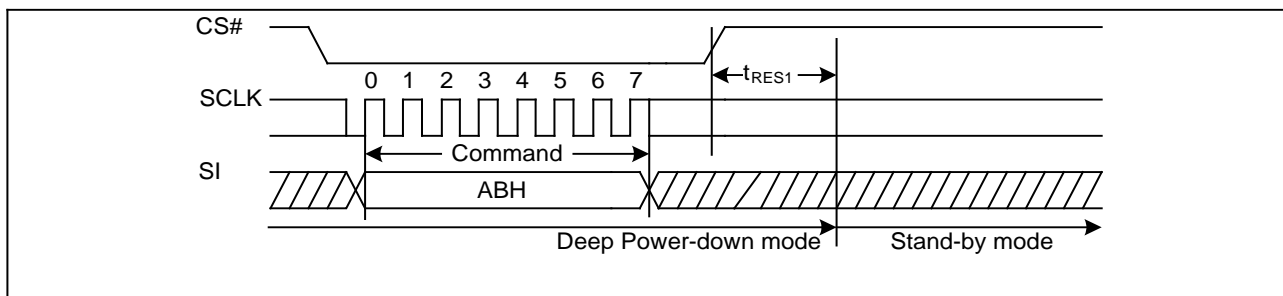 CS#
tRES1
0 1 2 3 4 5 6 7
SCLK
Command
SI
ABH
Deep Power-down mode Stand-by mode